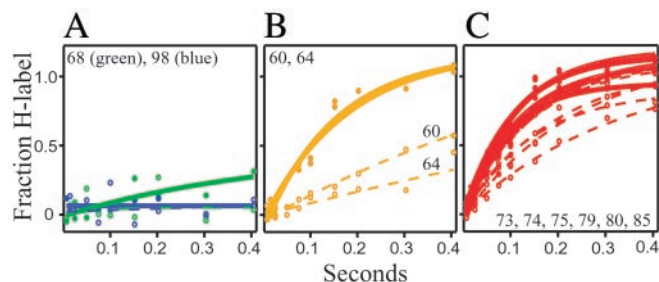 A B C
68 (green), 98 (blue)
60, 64
60
64
73, 74, 75, 79, 80, 85
Fraction H-label
1.0
0.5
0
0.1 0.2 0.3 0.4 0.1 0.2 0.3 0.4 0.1 0.2 0.3 0.4
Seconds